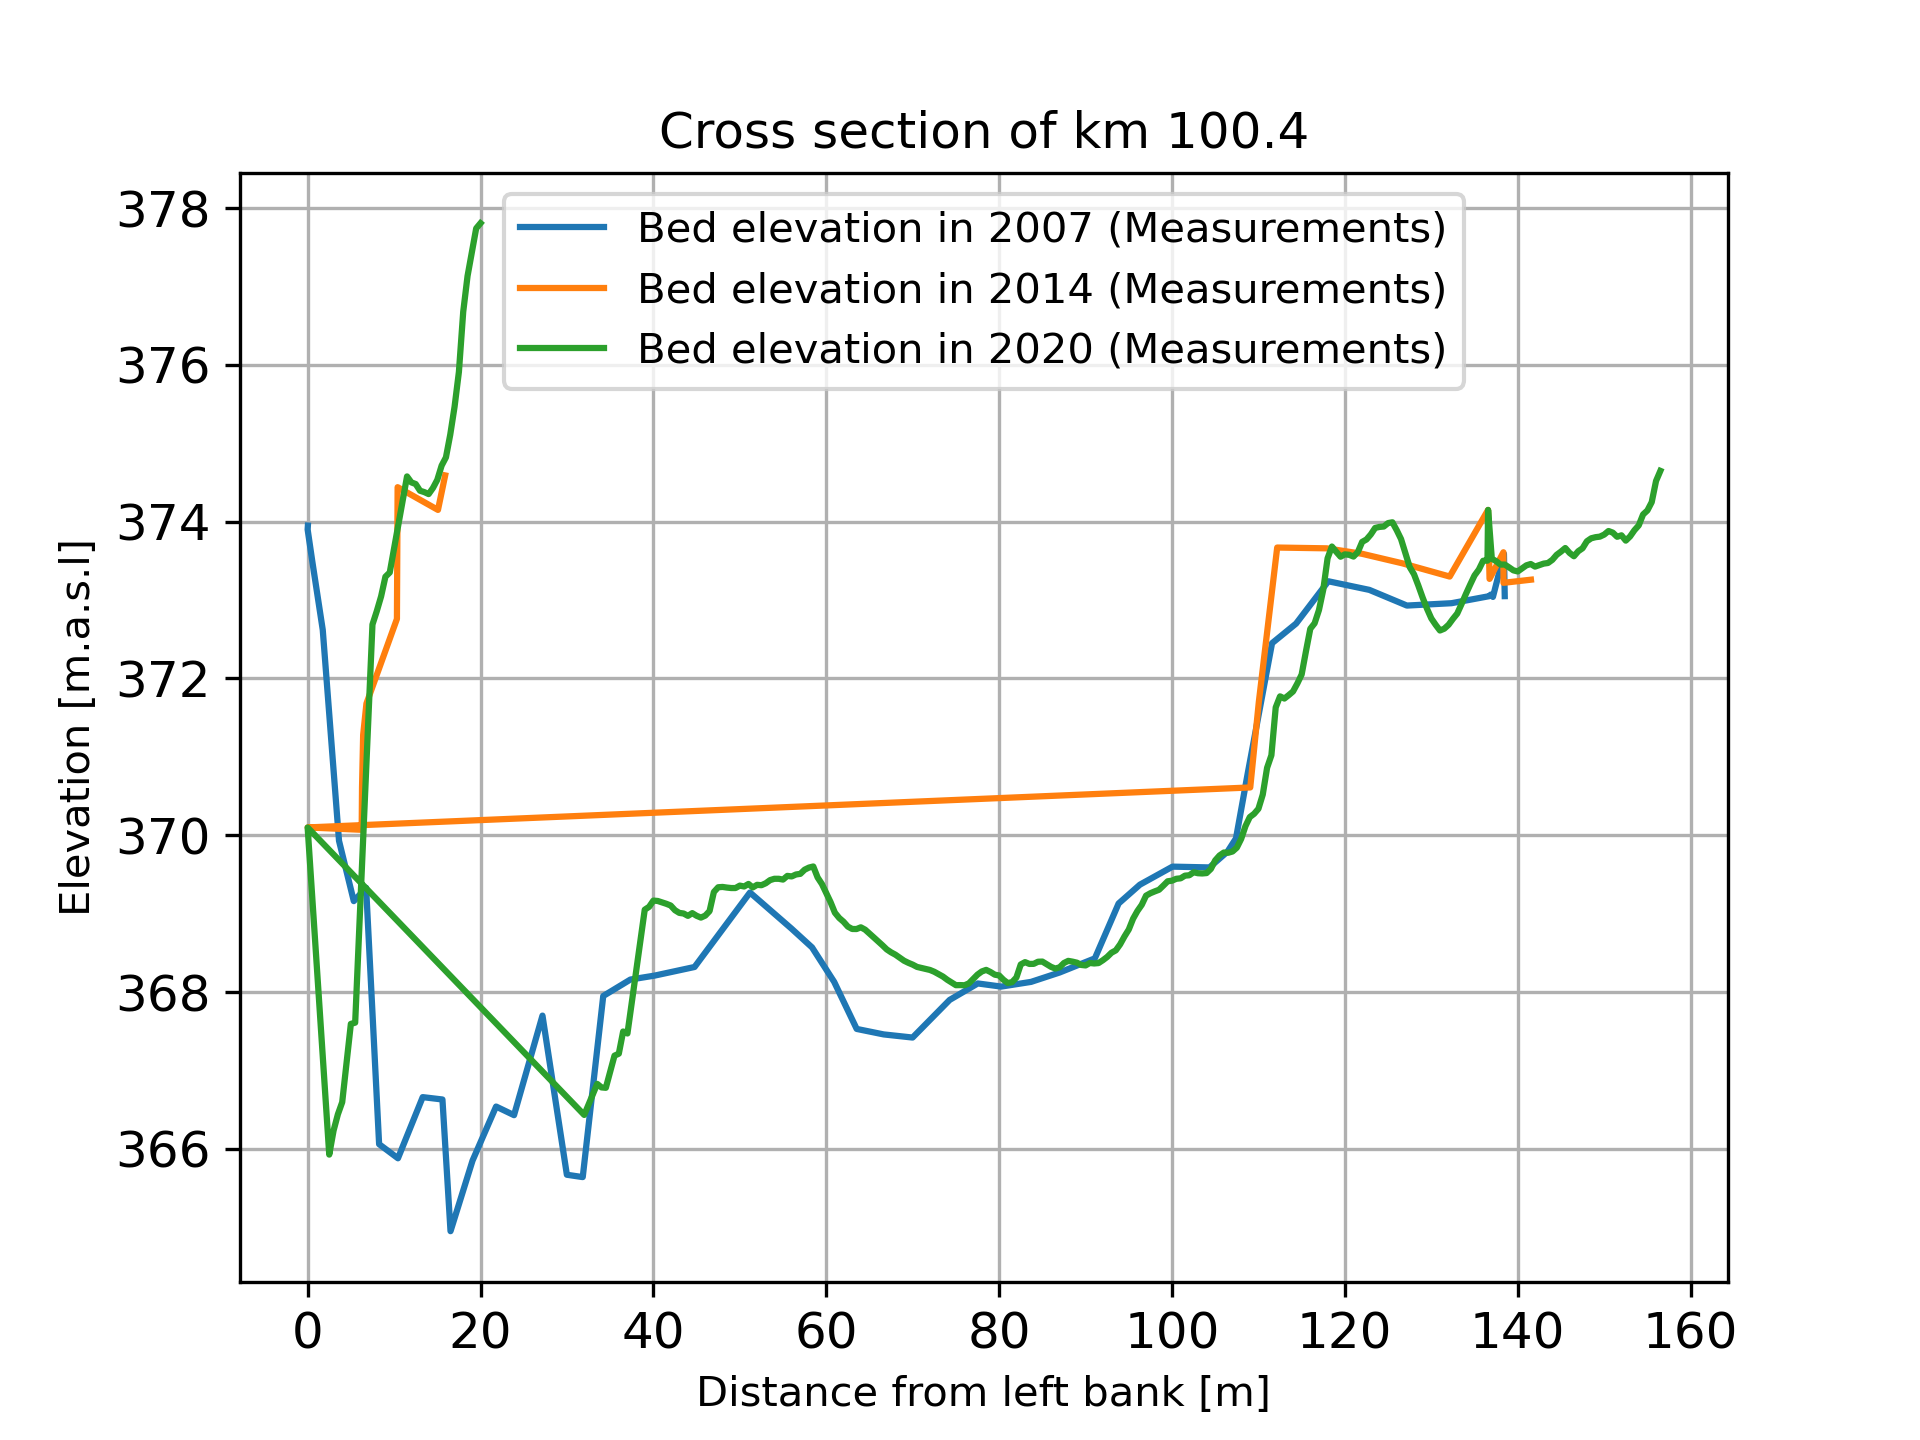 Cross section of km 100.4
378
376
374
372
370
368
366
Elevation [m.a.s.l]
Bed elevation in 2007 (Measurements)
Bed elevation in 2014 (Measurements)
Bed elevation in 2020 (Measurements)
0 20 40 60 80 100 120 140 160
Distance from left bank [m]